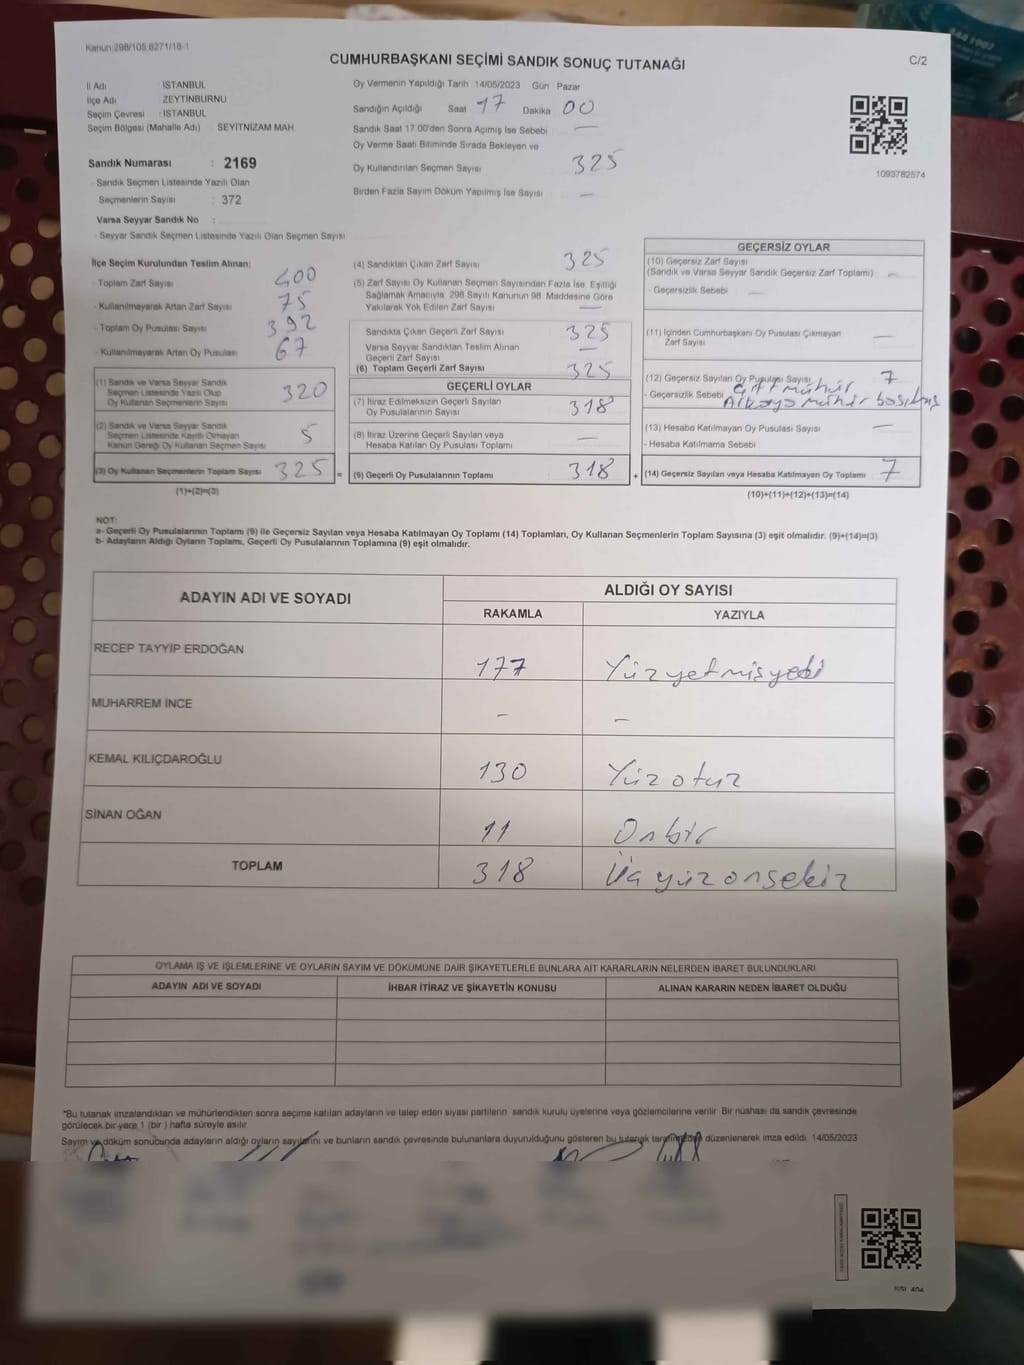 Kanun:298/105 6271/18-1
CUMHURBAŞKANI SEÇİMİ SANDIK SONUÇ TUTANAĞI
C/2
İl Adı : İSTANBUL
İlçe Adı : ZEYTİNBURNU
Seçim Çevresi : İSTANBUL
Seçim Bölgesi (Mahalle Adı) : SEYİTNİZAM MAH
Sandık Numarası : 2169
- Sandık Seçmen Listesinde Yazılı Olan
Seçmenlerin Sayısı : 372
Varsa Seyyar Sandık No :
- Seyyar Sandık Seçmen Listesinde Yazılı Olan Seçmen Sayısı
Oy Vermenin Yapıldığı Tarih 14/05/2023 Gün Pazar
Sandığın Açıldığı Saat 17 Dakika 00
Sandık Saat 17:00'den Sonra Açımış İse Sebebi —
Oy Verme Saati Bitiminde Sırada Bekleyen ve
Oy Kullandırılan Seçmen Sayısı 325
Birden Fazla Sayım Döküm Yapılmış İse Sayısı —
1093782574
İlçe Seçim Kurulundan Teslim Alınan:
- Toplam Zarf Sayısı 400
- Kullanılmayarak Artan Zarf Sayısı 75
- Toplam Oy Pusulası Sayısı 392
- Kullanılmayarak Artan Oy Pusulası 67
(1) Sandık ve Varsa Seyyar Sandık
Seçmen Listesinde Yazılı Olup
Oy Kullanan Seçmenlerin Sayısı 320
(2) Sandık ve Varsa Seyyar Sandık
Seçmen Listesinde Kayıtlı Olmayan
Kanun Gereği Oy Kullanan Seçmen Sayısı 5
(3) Oy Kullanan Seçmenlerin Toplam Sayısı 325 =
(1)+(2)=(3)
(4) Sandıktan Çıkan Zarf Sayısı 325
(5) Zarf Sayısı Oy Kullanan Seçmen Sayısından Fazla İse, Eşitliği
Sağlamak Amacıyla, 298 Sayılı Kanunun 98. Maddesine Göre
Yakılarak Yok Edilen Zarf Sayısı —
Sandıkta Çıkan Geçerli Zarf Sayısı 325
Varsa Seyyar Sandıktan Teslim Alınan
Geçerli Zarf Sayısı —
(6) Toplam Geçerli Zarf Sayısı 325
GEÇERLİ OYLAR
(7) İtiraz Edilmeksizin Geçerli Sayılan
Oy Pusulalarının Sayısı 318
(8) İtiraz Üzerine Geçerli Sayılan veya
Hesaba Katılan Oy Pusulası Toplamı —
(9) Geçerli Oy Pusulalarının Toplamı 318 +
GEÇERSİZ OYLAR
(10) Geçersiz Zarf Sayısı
(Sandık ve Varsa Seyyar Sandık Geçersiz Zarf Toplamı) —
- Geçersizlik Sebebi —
(11) İçinden Cumhurbaşkanı Oy Pusulası Çıkmayan
Zarf Sayısı —
(12) Geçersiz Sayılan Oy Pusulası Sayısı 7
- Geçersizlik Sebebi Çift mühür
mühür
(13) Hesaba Katılmayan Oy Pusulası Sayısı —
- Hesaba Katılmama Sebebi
(14) Geçersiz Sayılan veya Hesaba Katılmayan Oy Toplamı 7
(10)+(11)+(12)+(13)=(14)
NOT:
a- Geçerli Oy Pusulalarının Toplamı (9) ile Geçersiz Sayılan veya Hesaba Katılmayan Oy Toplamı (14) Toplamları, Oy Kullanan Seçmenlerin Toplam Sayısına (3) eşit olmalıdır. (9)+(14)=(3)
b- Adayların Aldığı Oyların Toplamı, Geçerli Oy Pusulalarının Toplamına (9) eşit olmalıdır.
ADAYIN ADI VE SOYADI
ALDIĞI OY SAYISI
RAKAMLA YAZIYLA
RECEP TAYYİP ERDOĞAN 177 Yüzyetmişyedi
MUHARREM İNCE – –
KEMAL KILIÇDAROĞLU 130 Yüz otuz
SİNAN OĞAN 11 Onbir
TOPLAM 318 Üçyüzonsekiz
OYLAMA İŞ VE İŞLEMLERİNE VE OYLARIN SAYIM VE DÖKÜMÜNE DAİR ŞİKAYETLERLE BUNLARA AİT KARARLARIN NELERDEN İBARET BULUNDUKLARI
ADAYIN ADI VE SOYADI İHBAR İTİRAZ VE ŞİKAYETİN KONUSU ALINAN KARARIN NEDEN İBARET OLDUĞU
*Bu tutanak imzalandıktan ve mühürlendikten sonra seçime katılan adayların ve talep eden siyasi partilerin sandık kurulu üyelerine veya gözlemcilerine verilir. Bir nüshası da sandık çevresinde
görülecek bir yere 1 (bir ) hafta süreyle asılır.
Sayım ve döküm sonucunda adayların aldığı oyların sayılarını ve bunların sandık çevresinde bulunanlara duyurulduğunu gösteren bu tutanak tarafımızdan düzenlenerek imza edildi. 14/05/2023